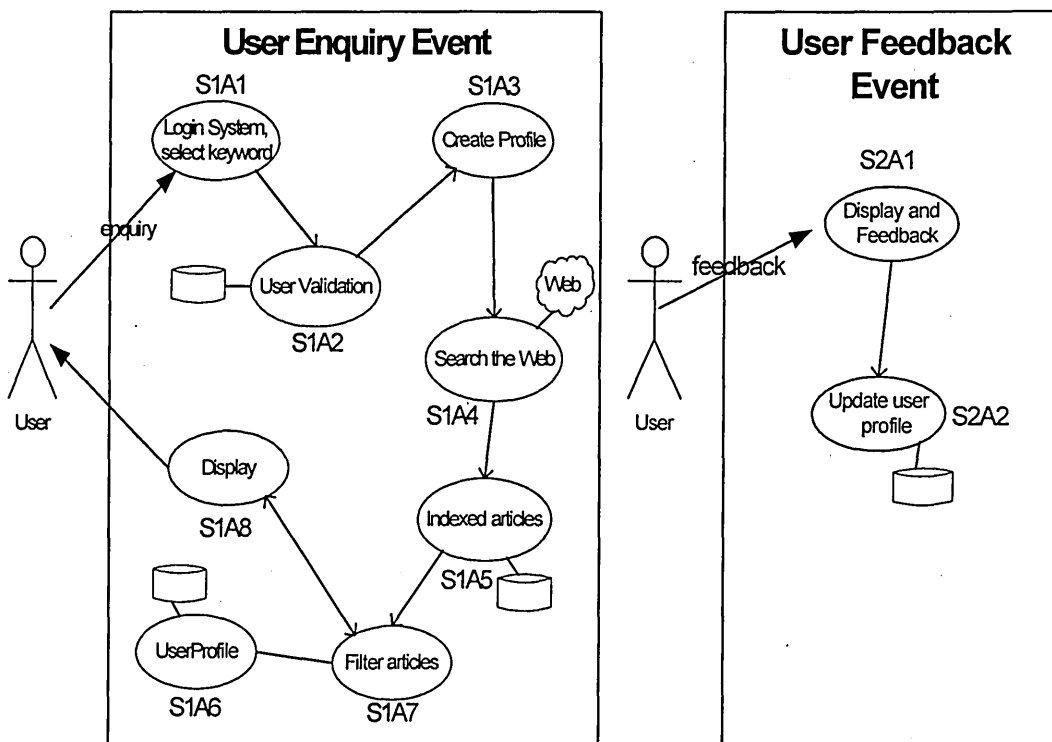 User Enquiry Event
S1A1
Login System,
select keyword
S1A3
Create Profile
enquiry
User Validation
S1A2
Web
Search the Web
S1A4
User
Display
S1A8
Indexed articles
S1A5
UserProfile
S1A6
Filter articles
S1A7
User Feedback
Event
S2A1
Display and
Feedback
feedback
User
Update user
profile
S2A2